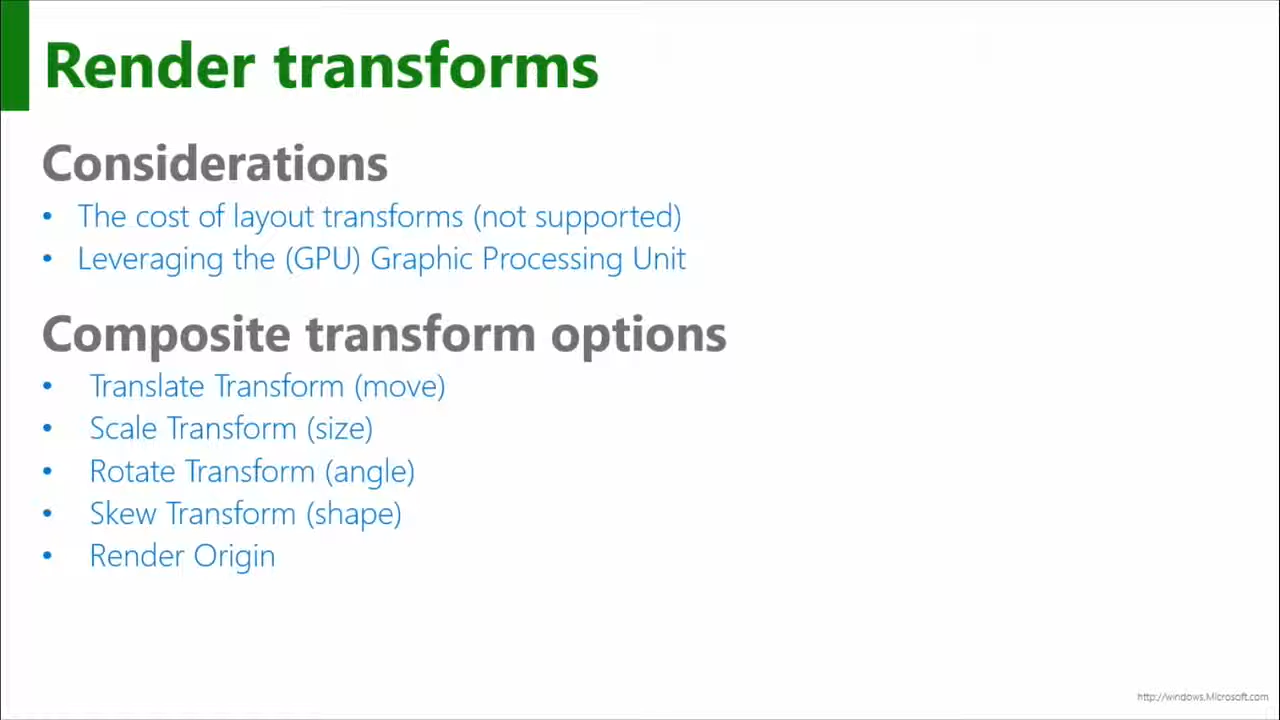 Render transforms
Considerations
• The cost of layout transforms (not supported)
• Leveraging the (GPU) Graphic Processing Unit
Composite transform options
• Translate Transform (move)
• Scale Transform (size)
• Rotate Transform (angle)
• Skew Transform (shape)
• Render Origin
http://windows.Microsoft.com